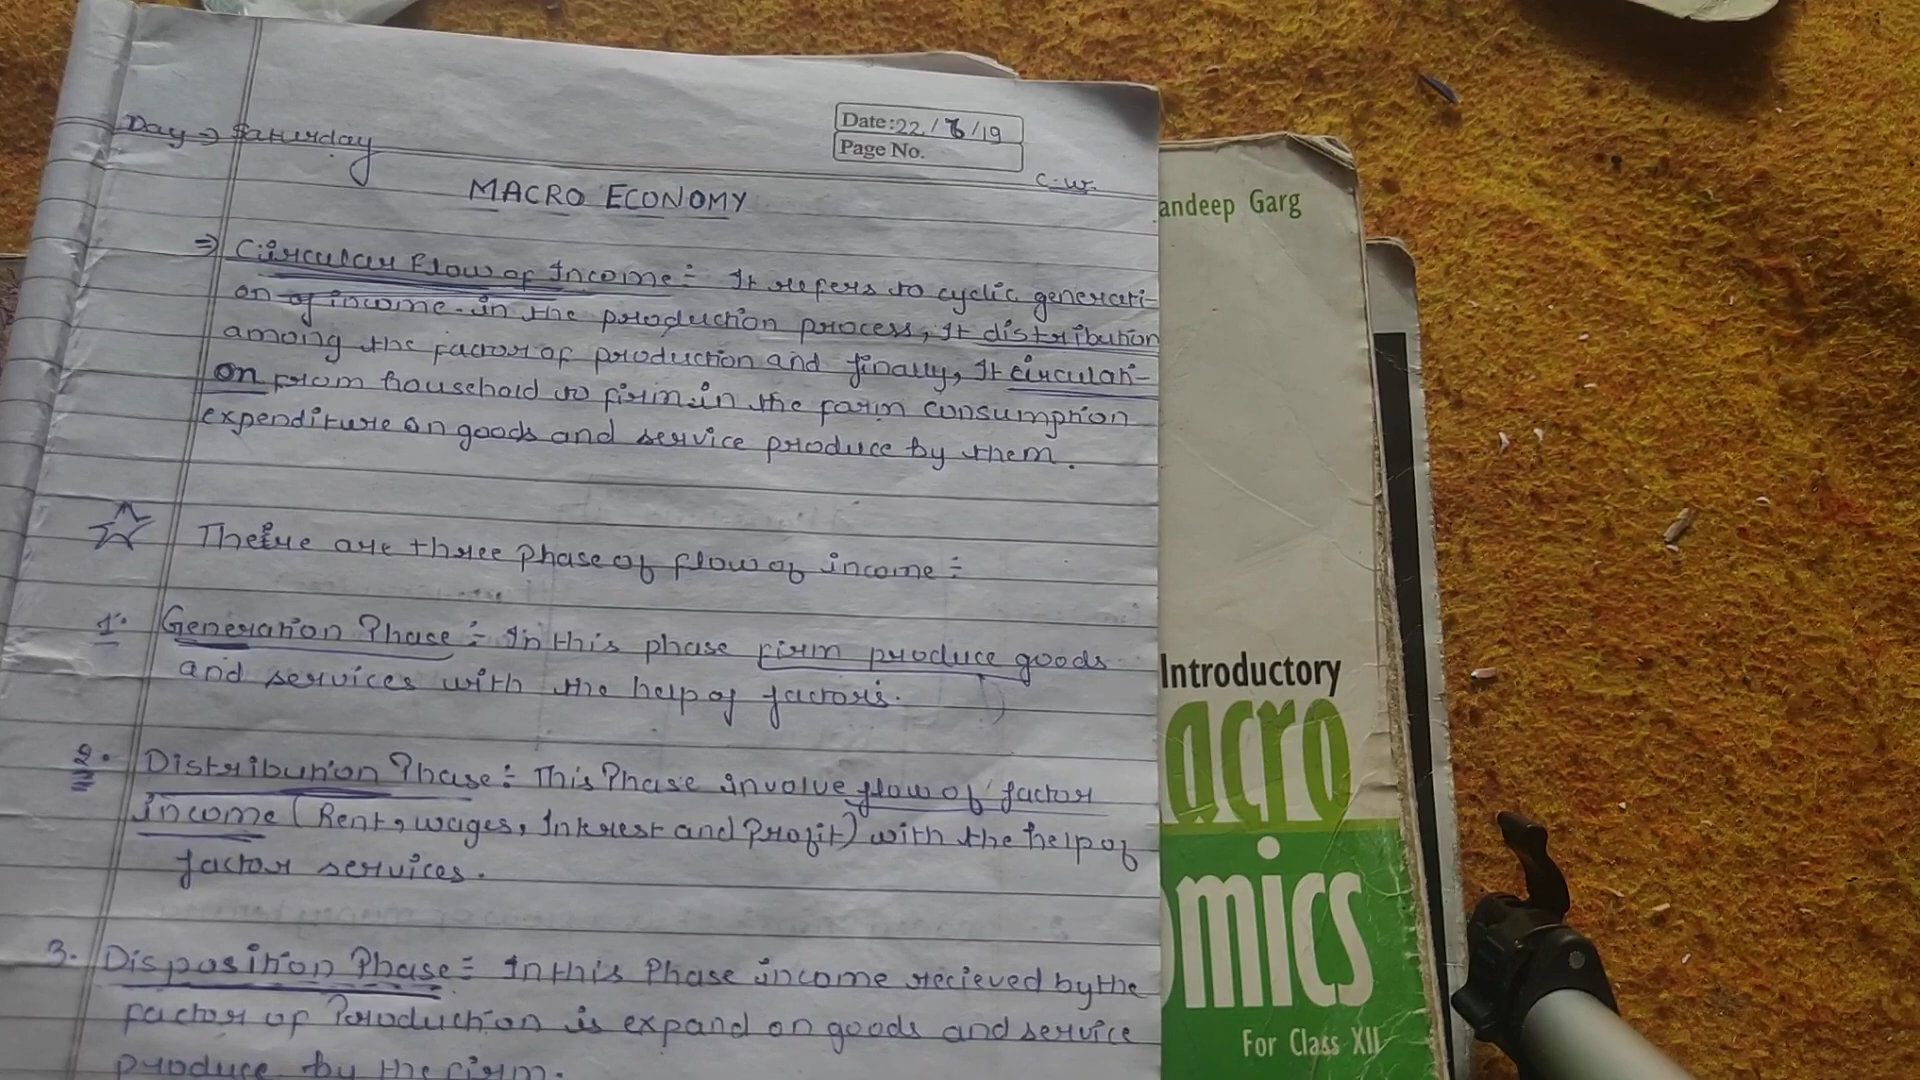 Day → Saturday
Date: 22/6/19
Page No.
C.W.
MACRO ECONOMY
⇒ Circular Flow of Income:- It refers to cyclic generati-
on of income in the production process, It distribution
among the factor of production and finally, It circulati-
on from household to firm in the form consumption
expenditure on goods and service produce by them.
☆ There are three phase of flow of income:-
1. Generation Phase:- In this phase firm produce goods
and services with the help of factors.
2. Distribution Phase:- This Phase involve flow of factor
income (Rent, wages, Interest and Profit) with the help of
factor services.
3. Disposition Phase:- In this Phase income recieved by the
factor of Production is expand on goods and service
produce by the firm.
andeep Garg
Introductory
acro
mics
For Class XII